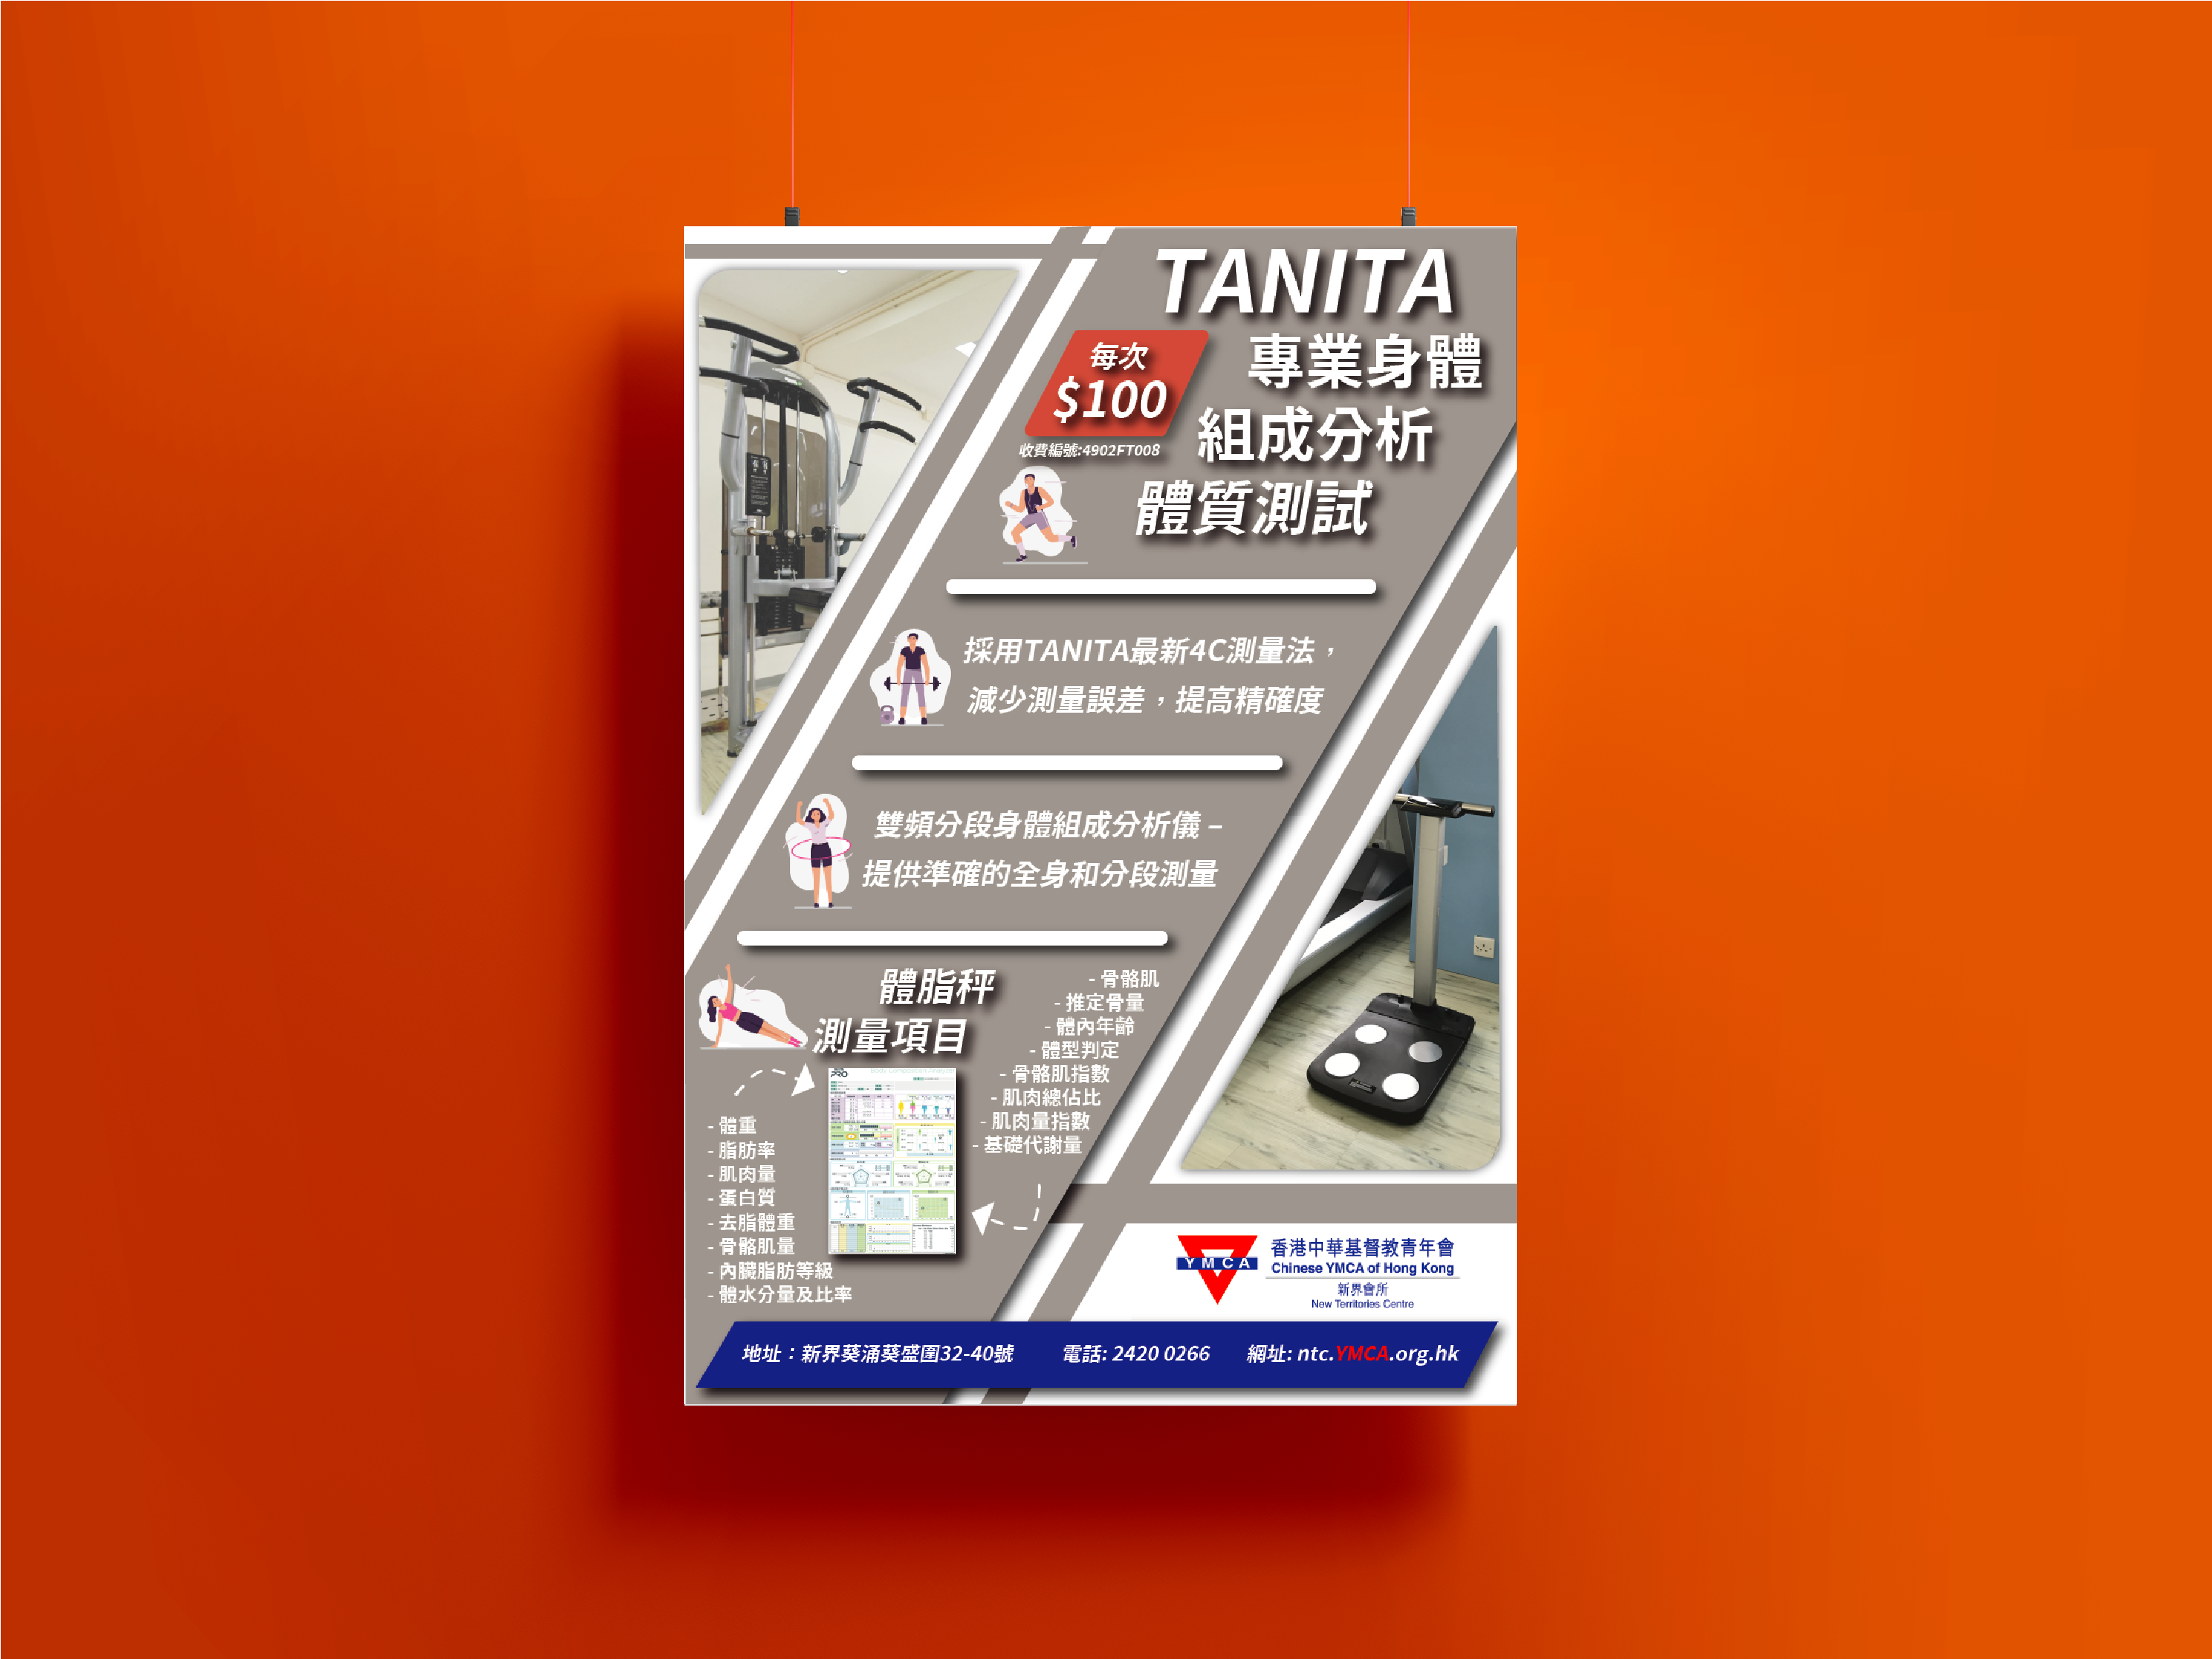 TANITA
專業身體
組成分析
體質測試
每次
$100
收費編號:4902FT008
採用TANITA最新4C測量法，
減少測量誤差，提高精確度
雙頻分段身體組成分析儀 –
提供準確的全身和分段測量
體脂秤
測量項目
- 骨骼肌
- 推定骨量
- 體內年齡
- 體型判定
- 骨骼肌指數
- 肌肉總佔比
- 肌肉量指數
- 基礎代謝量
PRO
Body Composition Analyzer
- 體重
- 脂肪率
- 肌肉量
- 蛋白質
- 去脂體重
- 骨骼肌量
- 內臟脂肪等級
- 體水分量及比率
YMCA
香港中華基督教青年會
Chinese YMCA of Hong Kong
新界會所
New Territories Centre
地址：新界葵涌葵盛圍32-40號 電話: 2420 0266 網址: ntc.YMCA.org.hk